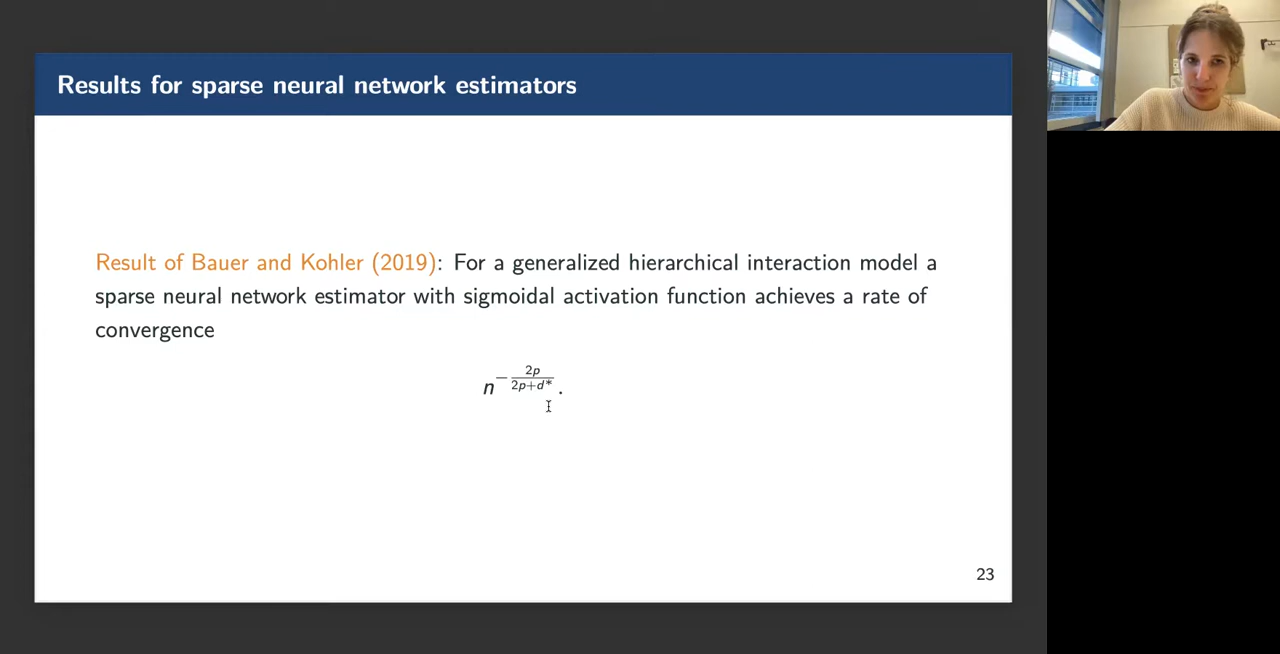 Results for sparse neural network estimators
Result of Bauer and Kohler (2019): For a generalized hierarchical interaction model a
sparse neural network estimator with sigmoidal activation function achieves a rate of
convergence
n^{-\frac{2p}{2p+d*}}.
23